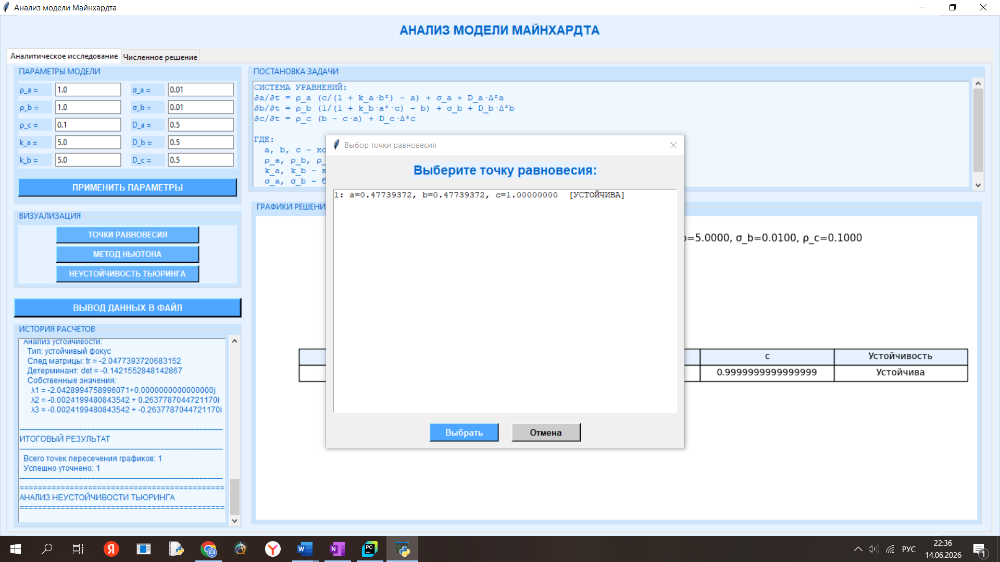 Анализ модели Майнхардта
АНАЛИЗ МОДЕЛИ МАЙНХАРДТА
Аналитическое исследование
Численное решение
ПАРАМЕТРЫ МОДЕЛИ
ρ_a = 1.0 σ_a = 0.01
ρ_b = 1.0 σ_b = 0.01
ρ_c = 0.1 D_a = 0.5
k_a = 5.0 D_b = 0.5
k_b = 5.0 D_c = 0.5
ПРИМЕНИТЬ ПАРАМЕТРЫ
ВИЗУАЛИЗАЦИЯ
ТОЧКИ РАВНОВЕСИЯ
МЕТОД НЬЮТОНА
НЕУСТОЙЧИВОСТЬ ТЬЮРИНГА
ВЫВОД ДАННЫХ В ФАЙЛ
ИСТОРИЯ РАСЧЕТОВ
Анализ устойчивости:
Тип: устойчивый фокус
След матрицы: tr = -2.0477393720683152
Детерминант: det = -0.1421552848142867
Собственные значения:
λ1 = -2.0428994758996071+0.0000000000000000j
λ2 = -0.0024199480843542 + 0.2637787044721170i
λ3 = -0.0024199480843542 + -0.2637787044721170i
ИТОГОВЫЙ РЕЗУЛЬТАТ
Всего точек пересечения графиков: 1
Успешно уточнено: 1
АНАЛИЗ НЕУСТОЙЧИВОСТИ ТЬЮРИНГА
ПОСТАНОВКА ЗАДАЧИ
СИСТЕМА УРАВНЕНИЙ:
∂a/∂t = ρ_a (c/(1 + k_a·b²) − a) + σ_a + D_a·Δ²a
∂b/∂t = ρ_b (1/(1 + k_b·a²·c) − b) + σ_b + D_b·Δ²b
∂c/∂t = ρ_c (b − c·a) + D_c·Δ²c
ГДЕ:
a, b, c − ко
ρ_a, ρ_b, ρ_
k_a, k_b − к
σ_a, σ_b − б
ГРАФИКИ РЕШЕНИ
=5.0000, σ_b=0.0100, ρ_c=0.1000
c Устойчивость
0.9999999999999999 Устойчива
Выбор точки равновесия
Выберите точку равновесия:
1: a=0.47739372, b=0.47739372, c=1.00000000 [УСТОЙЧИВА]
Выбрать
Отмена
РУС
22:36
14.06.2026
1